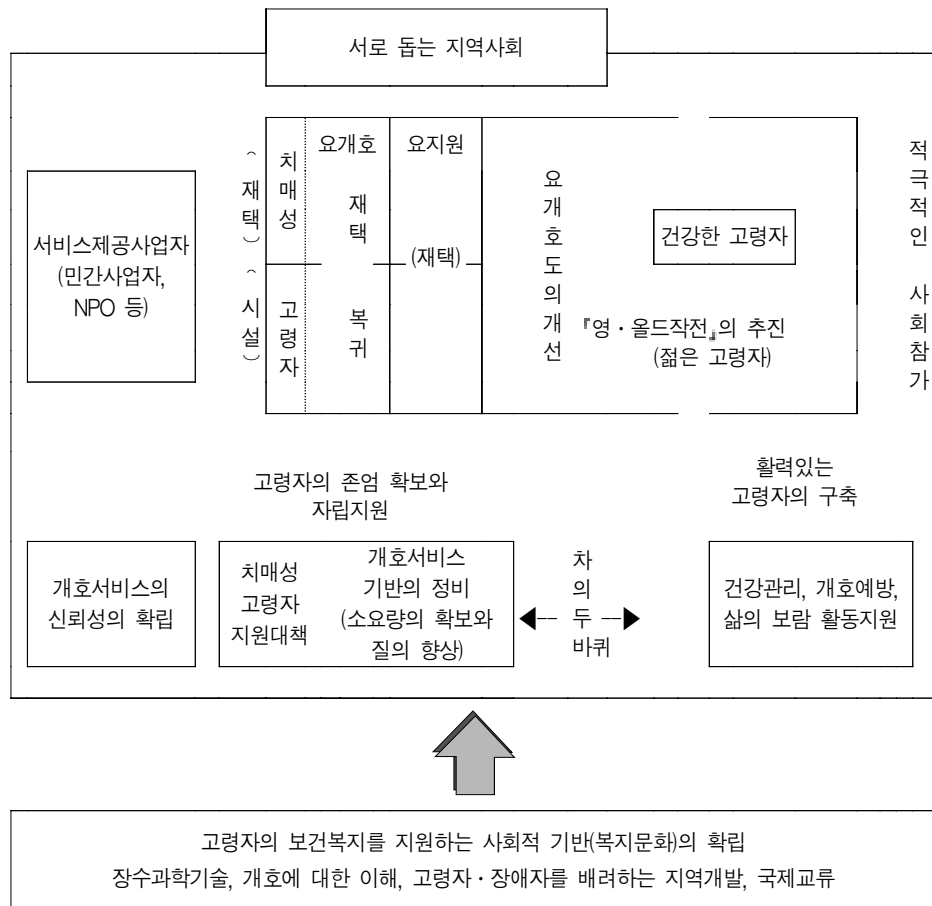 서로 돕는 지역사회
서비스제공사업자
(민간사업자,
NPO 등)
(재택)
(시설)
치매성
고령자
요개호
재택
복귀
요지원
(재택)
요개호도의개선
건강한 고령자
『영·올드작전』의 추진
(젊은 고령자)
적극적인 사회참가
고령자의 존엄 확보와
자립지원
활력있는
고령자의 구축
개호서비스의
신뢰성의 확립
치매성
고령자
지원대책
개호서비스
기반의 정비
(소요량의 확보와
질의 향상)
차
의
두
바퀴
건강관리, 개호예방,
삶의 보람 활동지원
고령자의 보건복지를 지원하는 사회적 기반(복지문화)의 확립
장수과학기술, 개호에 대한 이해, 고령자·장애자를 배려하는 지역개발, 국제교류